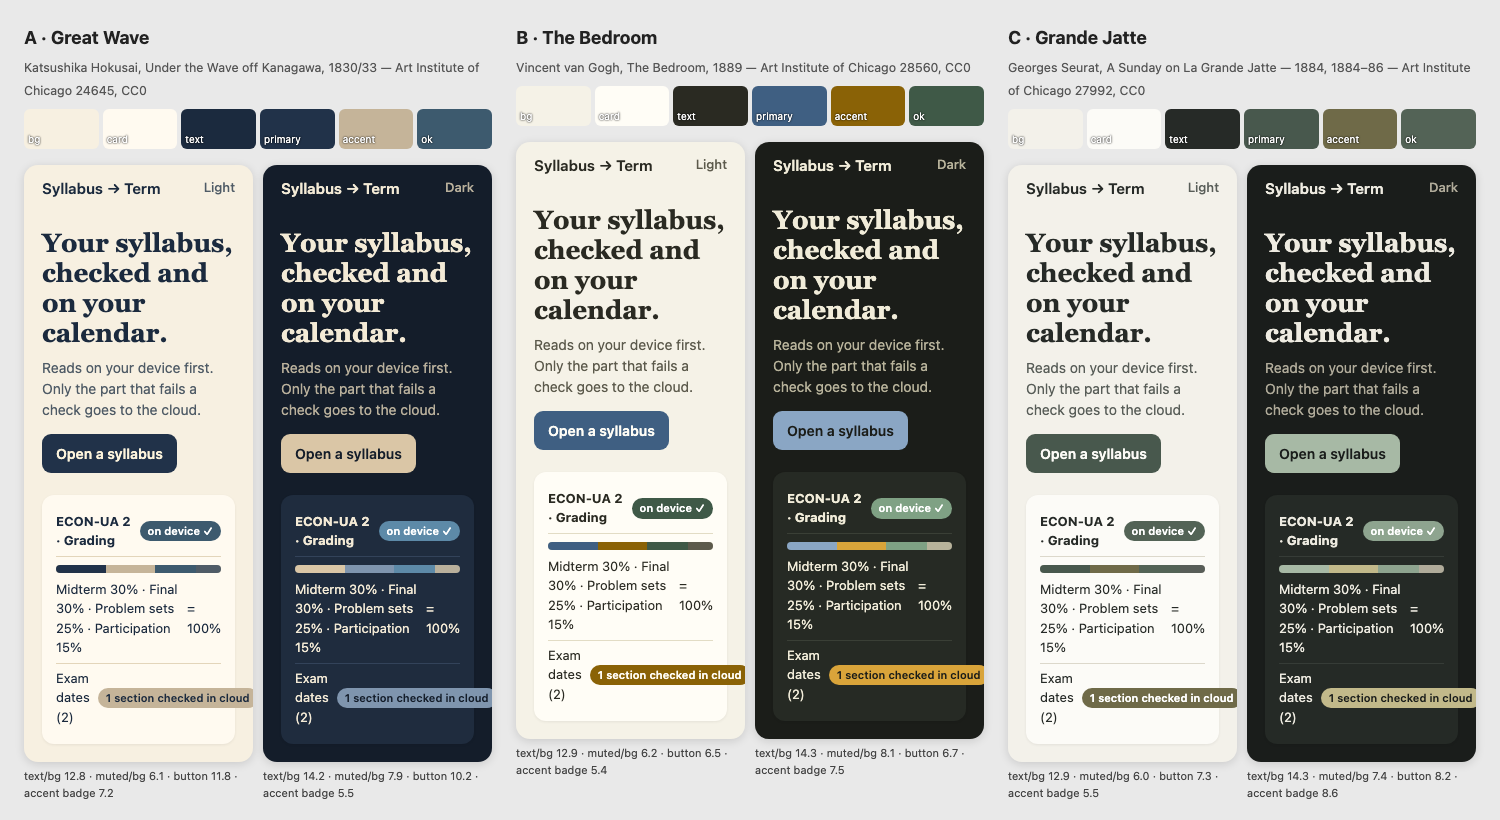 A · Great Wave
Katsushika Hokusai, Under the Wave off Kanagawa, 1830/33 — Art Institute of
Chicago 24645, CC0
bg
card
text
primary
accent
ok
Syllabus → Term
Light
Your syllabus,
checked and
on your
calendar.
Reads on your device first.
Only the part that fails a
check goes to the cloud.
Open a syllabus
ECON-UA 2
· Grading
on device ✓
Midterm 30% · Final
30% · Problem sets
25% · Participation
15%
=
100%
Exam
dates
(2)
1 section checked in cloud
text/bg 12.8 · muted/bg 6.1 · button 11.8 ·
accent badge 7.2
Syllabus → Term
Dark
Your syllabus,
checked and
on your
calendar.
Reads on your device first.
Only the part that fails a
check goes to the cloud.
Open a syllabus
ECON-UA 2
· Grading
on device ✓
Midterm 30% · Final
30% · Problem sets
25% · Participation
15%
=
100%
Exam
dates
(2)
1 section checked in cloud
text/bg 14.2 · muted/bg 7.9 · button 10.2 ·
accent badge 5.5
B · The Bedroom
Vincent van Gogh, The Bedroom, 1889 — Art Institute of Chicago 28560, CC0
bg
card
text
primary
accent
ok
Syllabus → Term
Light
Your syllabus,
checked and
on your
calendar.
Reads on your device first.
Only the part that fails a
check goes to the cloud.
Open a syllabus
ECON-UA 2
· Grading
on device ✓
Midterm 30% · Final
30% · Problem sets
25% · Participation
15%
=
100%
Exam
dates
(2)
1 section checked in cloud
text/bg 12.9 · muted/bg 6.2 · button 6.5 ·
accent badge 5.4
Syllabus → Term
Dark
Your syllabus,
checked and
on your
calendar.
Reads on your device first.
Only the part that fails a
check goes to the cloud.
Open a syllabus
ECON-UA 2
· Grading
on device ✓
Midterm 30% · Final
30% · Problem sets
25% · Participation
15%
=
100%
Exam
dates
(2)
1 section checked in cloud
text/bg 14.3 · muted/bg 8.1 · button 6.7 ·
accent badge 7.5
C · Grande Jatte
Georges Seurat, A Sunday on La Grande Jatte — 1884, 1884–86 — Art Institute
of Chicago 27992, CC0
bg
card
text
primary
accent
ok
Syllabus → Term
Light
Your syllabus,
checked and
on your
calendar.
Reads on your device first.
Only the part that fails a
check goes to the cloud.
Open a syllabus
ECON-UA 2
· Grading
on device ✓
Midterm 30% · Final
30% · Problem sets
25% · Participation
15%
=
100%
Exam
dates
(2)
1 section checked in cloud
text/bg 12.9 · muted/bg 6.0 · button 7.3 ·
accent badge 5.5
Syllabus → Term
Dark
Your syllabus,
checked and
on your
calendar.
Reads on your device first.
Only the part that fails a
check goes to the cloud.
Open a syllabus
ECON-UA 2
· Grading
on device ✓
Midterm 30% · Final
30% · Problem sets
25% · Participation
15%
=
100%
Exam
dates
(2)
1 section checked in cloud
text/bg 14.3 · muted/bg 7.4 · button 8.2 ·
accent badge 8.6